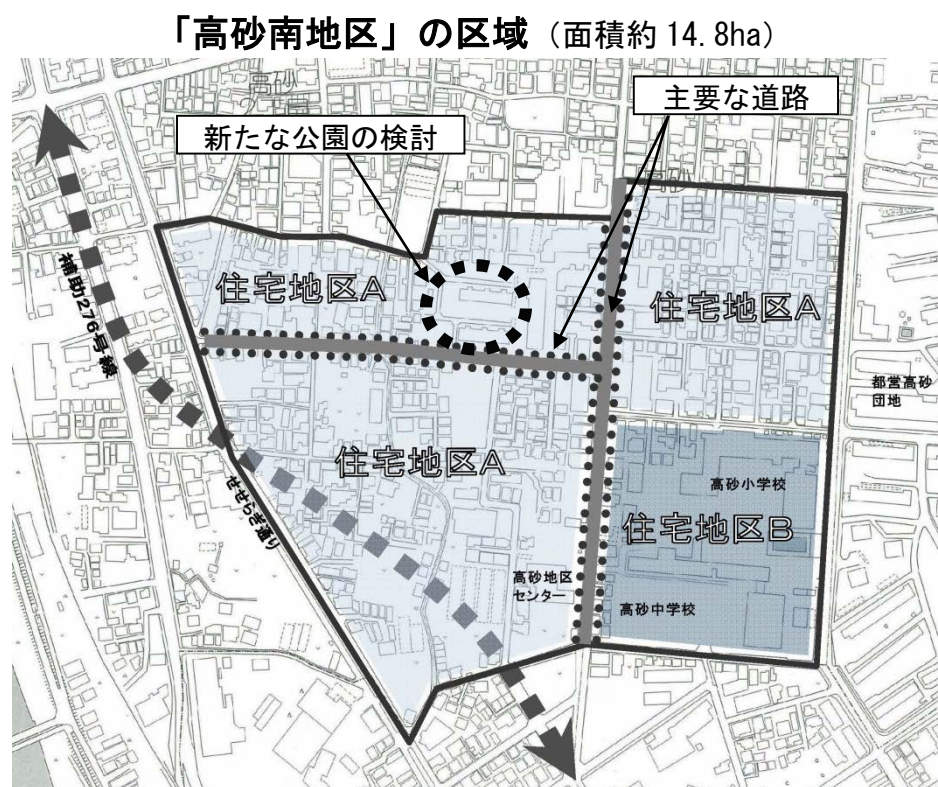 「高砂南地区」の区域（面積約14.8ha）
主要な道路
新たな公園の検討
高砂
補助276号線
住宅地区A
住宅地区A
都営高砂
団地
住宅地区A
せせらぎ通り
高砂小学校
住宅地区B
高砂地区
センター
高砂中学校